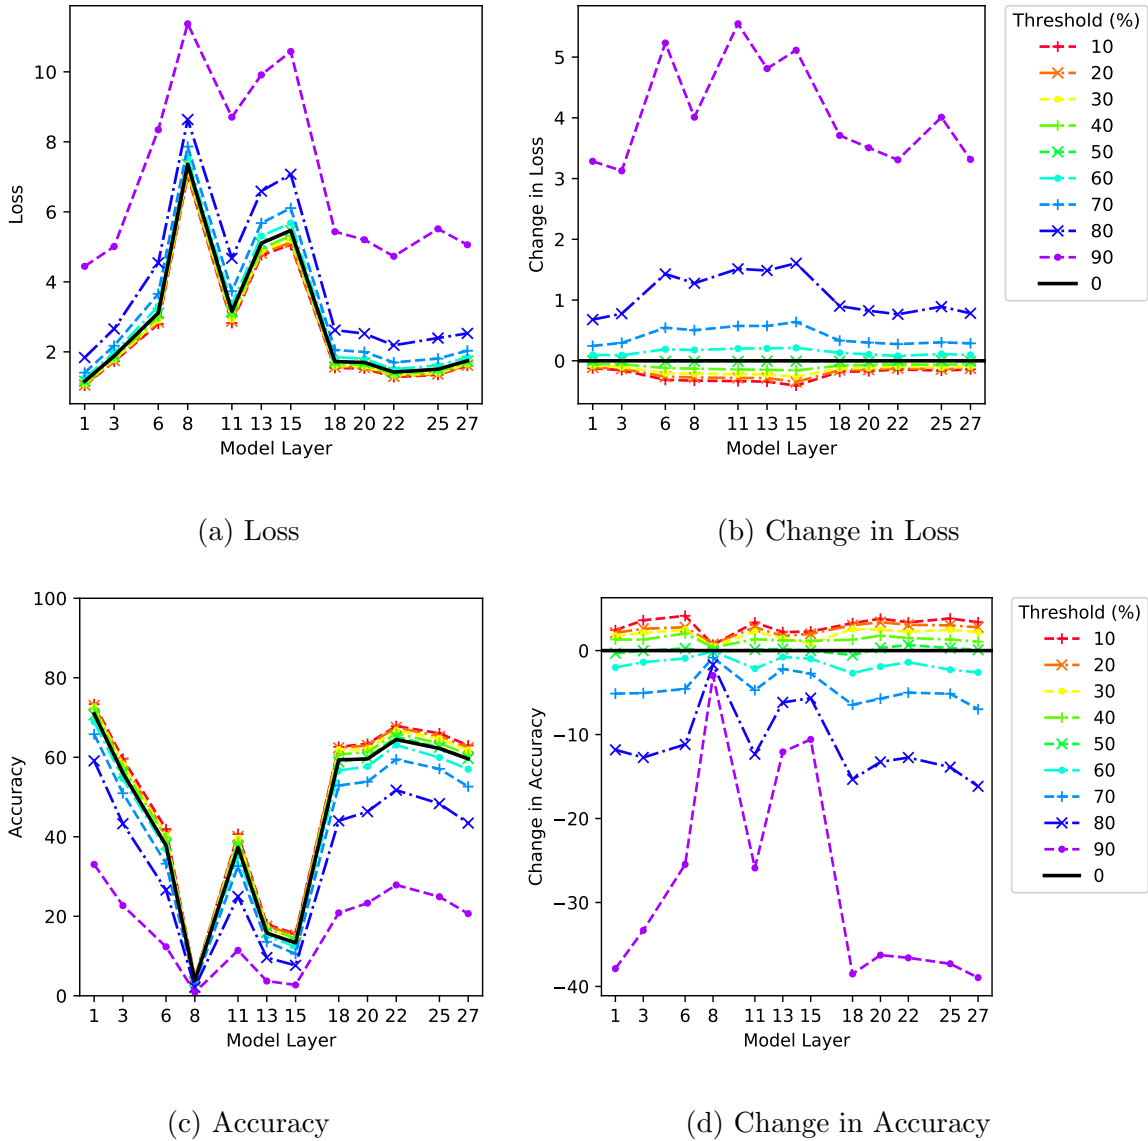 10
8
6
4
2
Loss
1 3 6 8 11 13 15 18 20 22 25 27
Model Layer
(a) Loss
5
4
3
2
1
0
Change in Loss
1 3 6 8 11 13 15 18 20 22 25 27
Model Layer
(b) Change in Loss
Threshold (%)
10
20
30
40
50
60
70
80
90
0
100
80
60
40
20
0
Accuracy
1 3 6 8 11 13 15 18 20 22 25 27
Model Layer
(c) Accuracy
0
−10
−20
−30
−40
Change in Accuracy
1 3 6 8 11 13 15 18 20 22 25 27
Model Layer
(d) Change in Accuracy
Threshold (%)
10
20
30
40
50
60
70
80
90
0